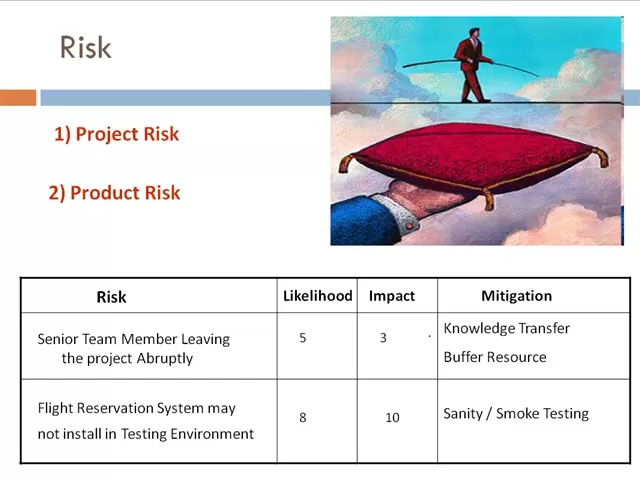 Risk
1) Project Risk
2) Product Risk
Risk Likelihood Impact Mitigation
Senior Team Member Leaving
the project Abruptly
5
3
Knowledge Transfer
Buffer Resource
Flight Reservation System may
not install in Testing Environment
8
10
Sanity / Smoke Testing